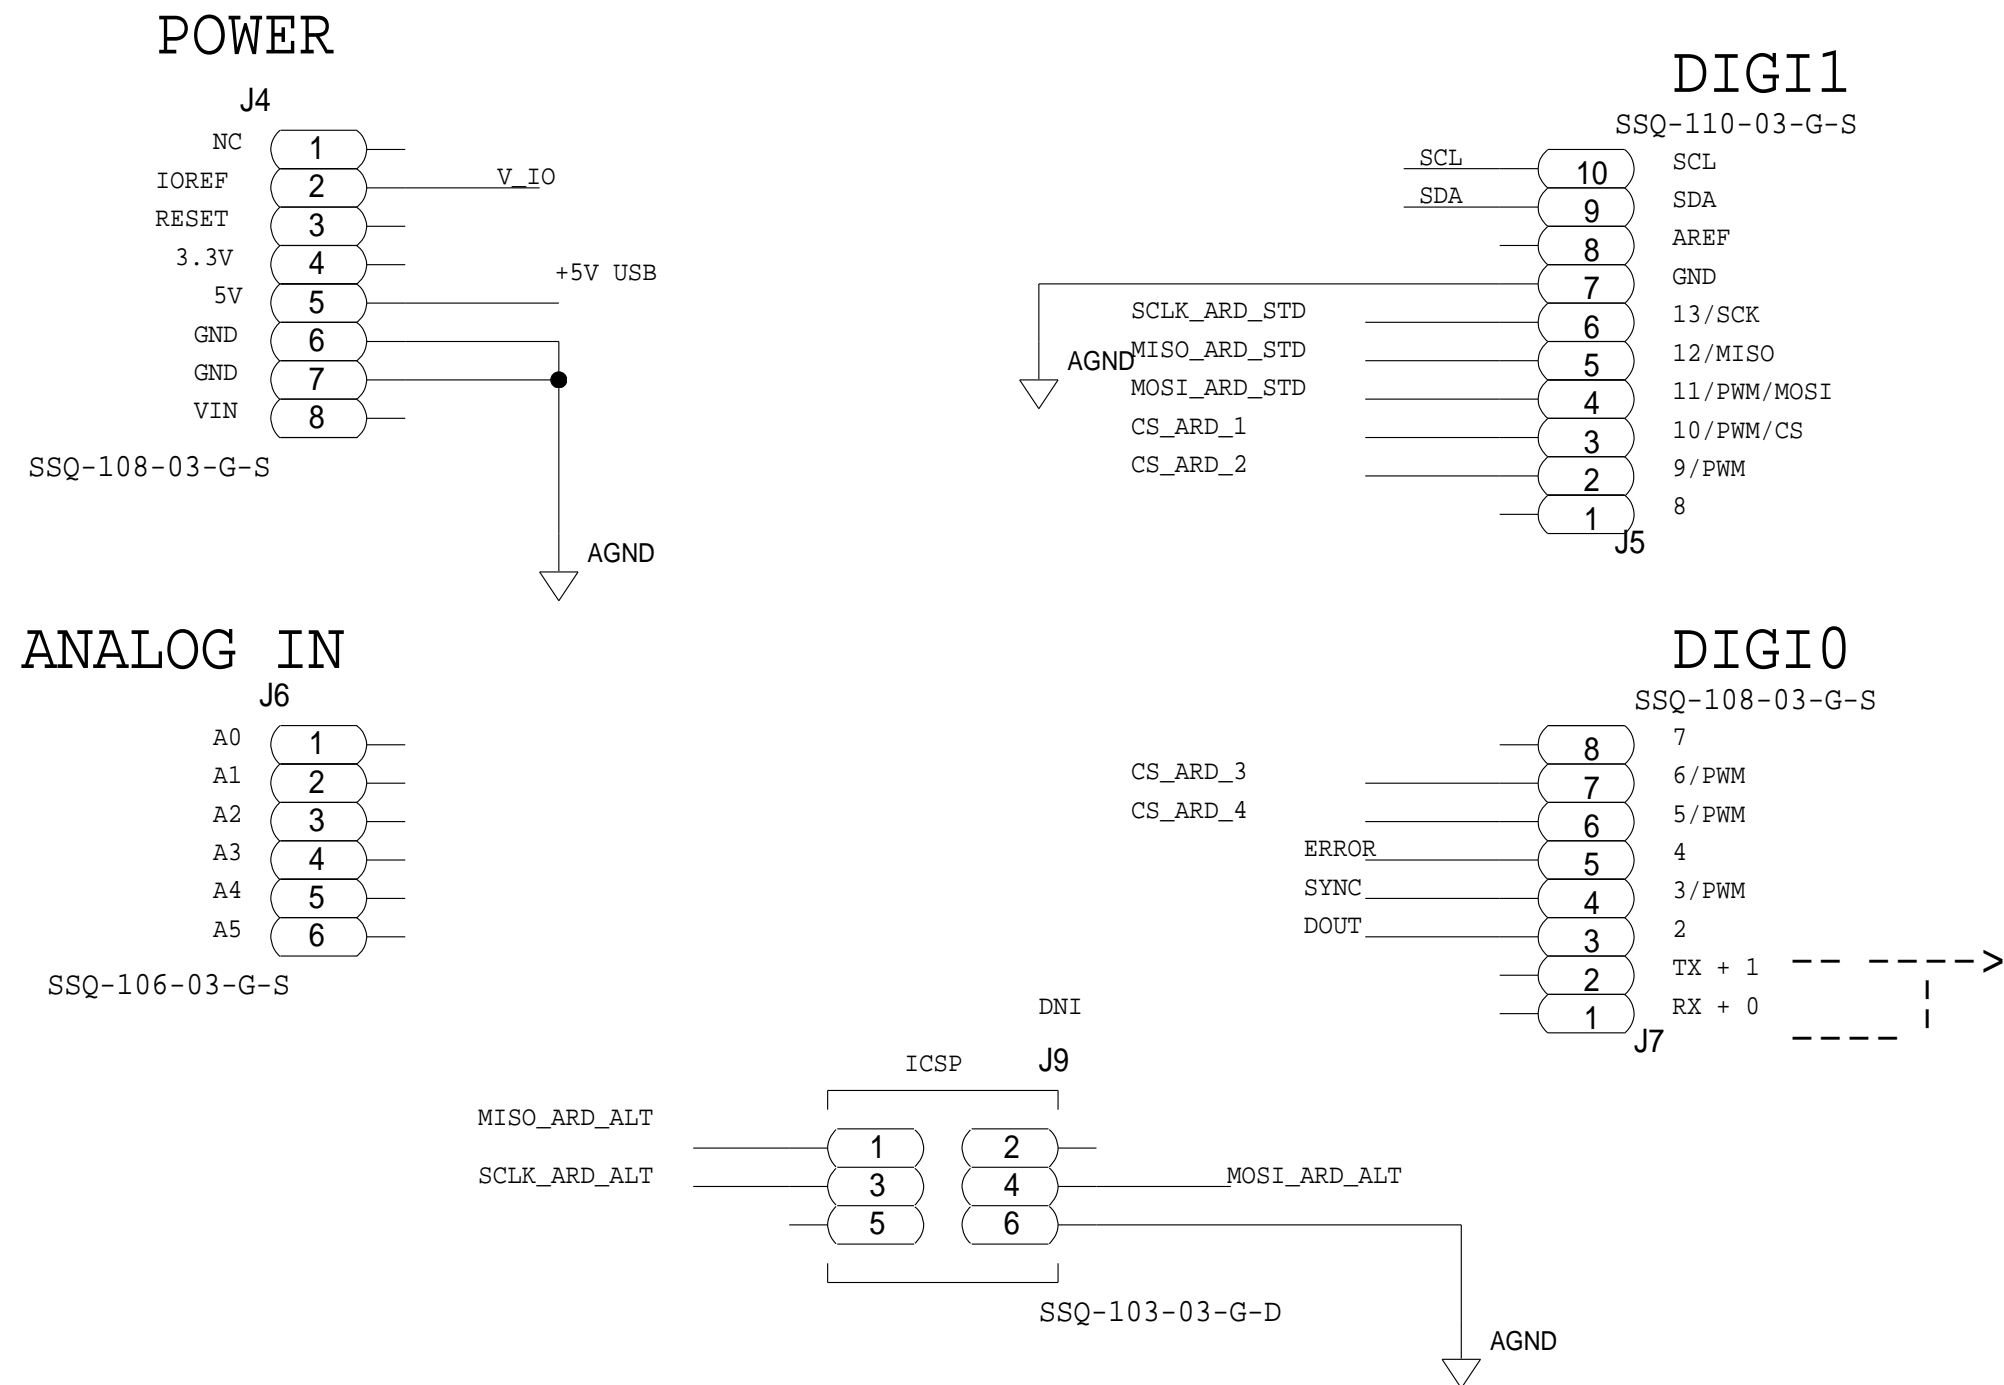 POWER
J4
NC 1
IOREF 2 V_IO
RESET 3
3.3V 4
5V 5 +5V USB
GND 6
GND 7
VIN 8
SSQ-108-03-G-S
AGND
DIGI1
SSQ-110-03-G-S
SCL 10 SCL
SDA 9 SDA
8 AREF
7 GND
SCLK_ARD_STD 6 13/SCK
AGND
MISO_ARD_STD 5 12/MISO
MOSI_ARD_STD 4 11/PWM/MOSI
CS_ARD_1 3 10/PWM/CS
CS_ARD_2 2 9/PWM
1 8
J5
ANALOG IN
J6
A0 1
A1 2
A2 3
A3 4
A4 5
A5 6
SSQ-106-03-G-S
DIGI0
SSQ-108-03-G-S
8 7
CS_ARD_3 7 6/PWM
CS_ARD_4 6 5/PWM
ERROR 5 4
SYNC 4 3/PWM
DOUT 3 2
2 TX + 1
1 RX + 0
J7
DNI
ICSP J9
MISO_ARD_ALT 1 2
SCLK_ARD_ALT 3 4 MOSI_ARD_ALT
5 6
SSQ-103-03-G-D
AGND